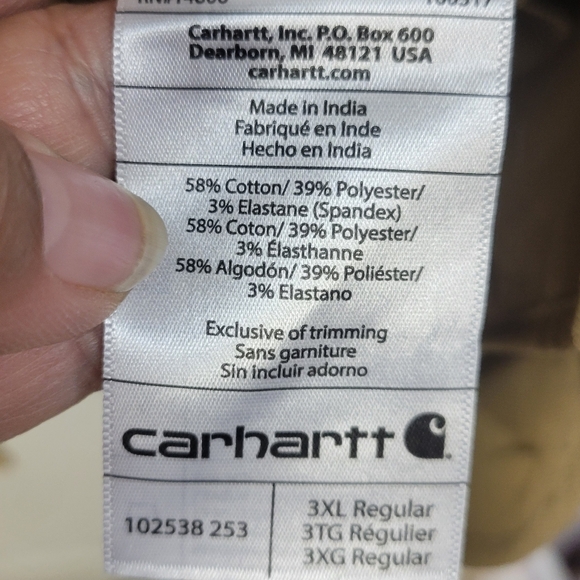 Carhartt, Inc. P.O. Box 600
Dearborn, MI 48121 USA
carhartt.com
Made in India
Fabriqué en Inde
Hecho en India
58% Cotton/ 39% Polyester/
3% Elastane (Spandex)
58% Coton/ 39% Polyester/
3% Élasthanne
58% Algodón/ 39% Poliéster/
3% Elastano
Exclusive of trimming
Sans garniture
Sin incluir adorno
carhartt
102538 253
3XL Regular
3TG Régulier
3XG Regular